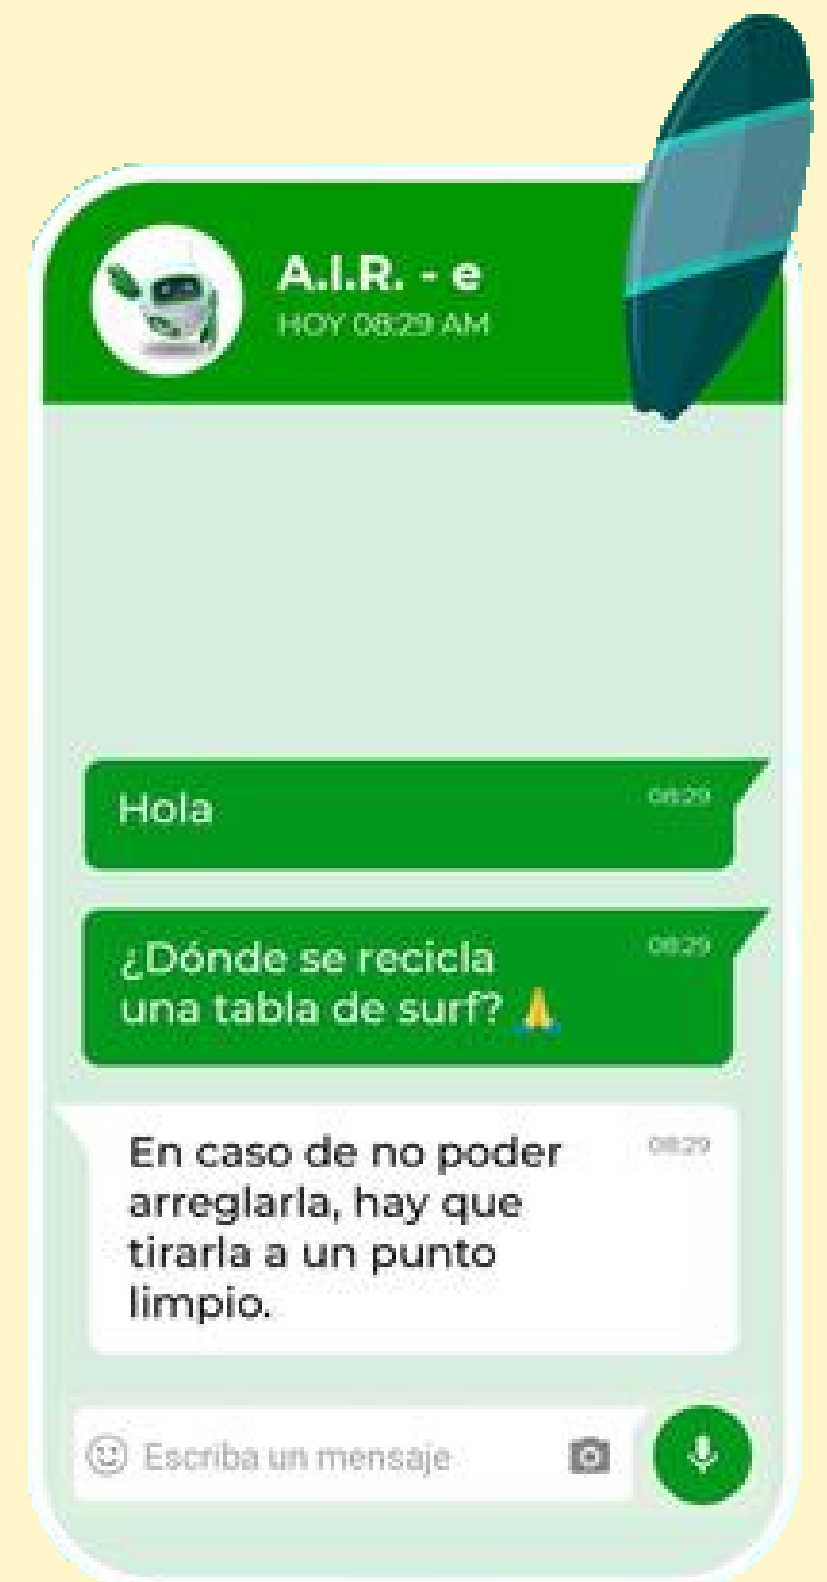 A.I.R. - e
HOY 08:29 AM
Hola
08:29
¿Dónde se recicla
08:29
una tabla de surf? 🙏
En caso de no poder
08:29
arreglarla, hay que
tirarla a un punto
limpio.
Escriba un mensaje